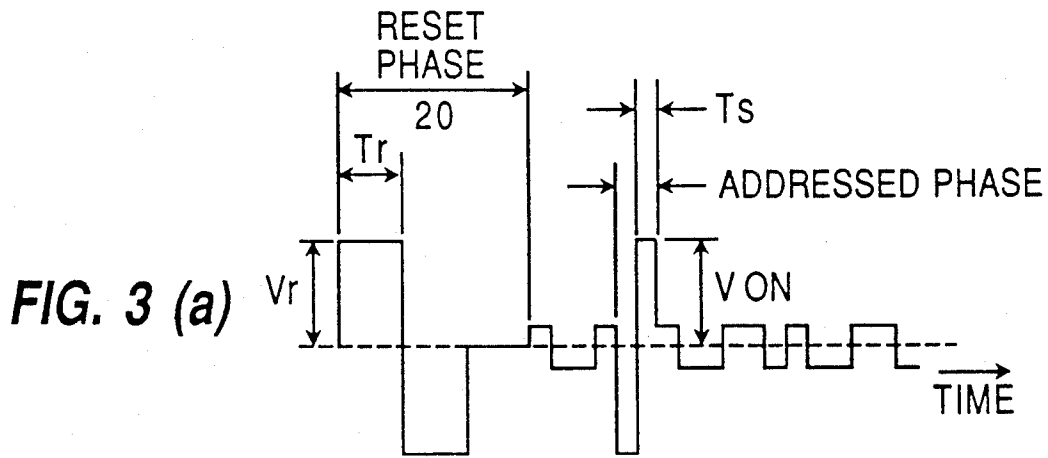 RESET
PHASE
20
Tr
Ts
ADDRESSED PHASE
Vr
V ON
FIG. 3 (a)
TIME